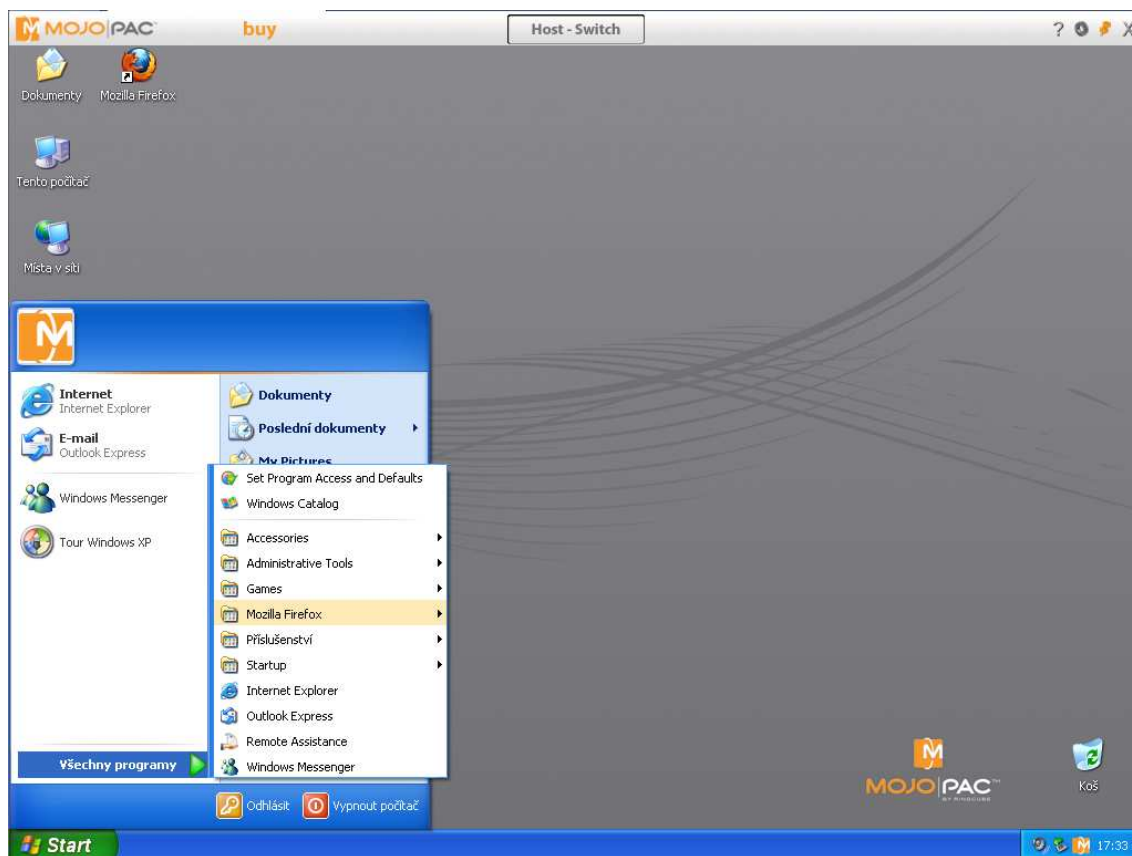 MOJO|PAC
buy
Host - Switch
? X
Dokumenty
Mozilla Firefox
Tento počítač
Místa v síti
Internet
Internet Explorer
E-mail
Outlook Express
Windows Messenger
Tour Windows XP
Všechny programy
Dokumenty
Poslední dokumenty
My Pictures
Set Program Access and Defaults
Windows Catalog
Accessories
Administrative Tools
Games
Mozilla Firefox
Příslušenství
Startup
Internet Explorer
Outlook Express
Remote Assistance
Windows Messenger
Odhlásit
Vypnout počítač
MOJO|PAC™
BY RINGCUBE
Koš
Start
17:33